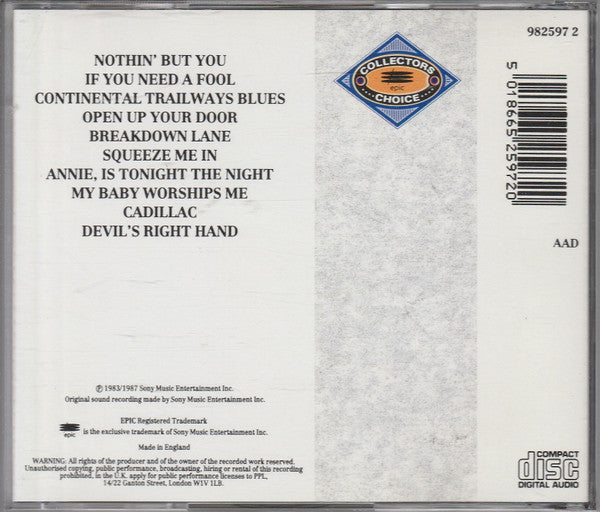 NOTHIN' BUT YOU
IF YOU NEED A FOOL
CONTINENTAL TRAILWAYS BLUES
OPEN UP YOUR DOOR
BREAKDOWN LANE
SQUEEZE ME IN
ANNIE, IS TONIGHT THE NIGHT
MY BABY WORSHIPS ME
CADILLAC
DEVIL'S RIGHT HAND
COLLECTORS
epic
CHOICE
982597 2
5 018665 259720
AAD
℗ 1983/1987 Sony Music Entertainment Inc.
Original sound recording made by Sony Music Entertainment Inc.
EPIC Registered Trademark
epic is the exclusive trademark of Sony Music Entertainment Inc.
Made in England
WARNING: All rights of the producer and of the owner of the recorded work reserved.
Unauthorised copying, public performance, broadcasting, hiring or rental of this recording
prohibited, in the U.K. apply for public performance licenses to PPL,
14/22 Ganton Street, London W1V 1LB.
COMPACT
disc
DIGITAL AUDIO